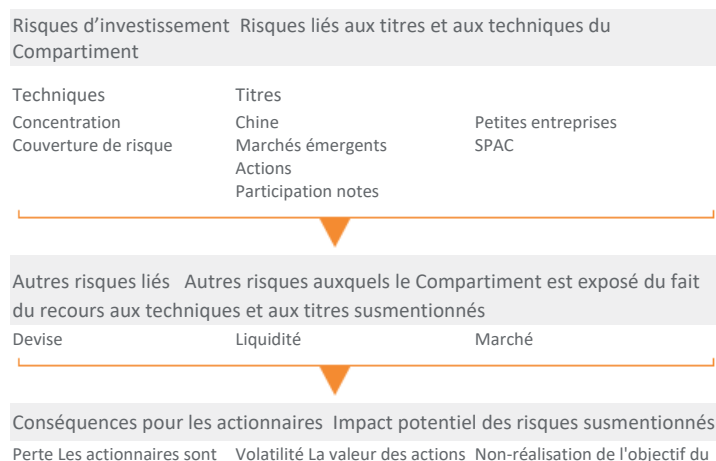 Risques d’investissement Risques liés aux titres et aux techniques du
Compartiment
Techniques Titres
Concentration Chine Petites entreprises
Couverture de risque Marchés émergents SPAC
Actions
Participation notes
Autres risques liés Autres risques auxquels le Compartiment est exposé du fait
du recours aux techniques et aux titres susmentionnés
Devise Liquidité Marché
Conséquences pour les actionnaires Impact potentiel des risques susmentionnés
Perte Les actionnaires sont Volatilité La valeur des actions Non-réalisation de l'objectif du